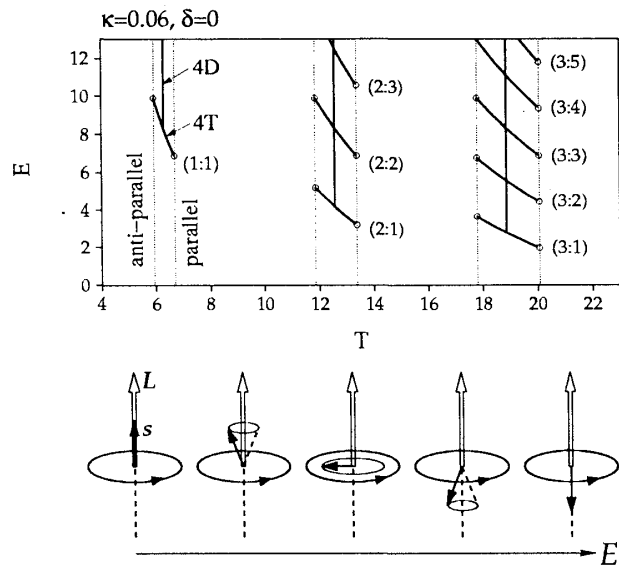 κ=0.06, δ=0
E
12
10
8
6
4
2
0
4D
4T
(1:1)
anti-parallel
parallel
(2:3)
(2:2)
(2:1)
(3:5)
(3:4)
(3:3)
(3:2)
(3:1)
4 6 8 10 12 14 16 18 20 22
T
L
s
E